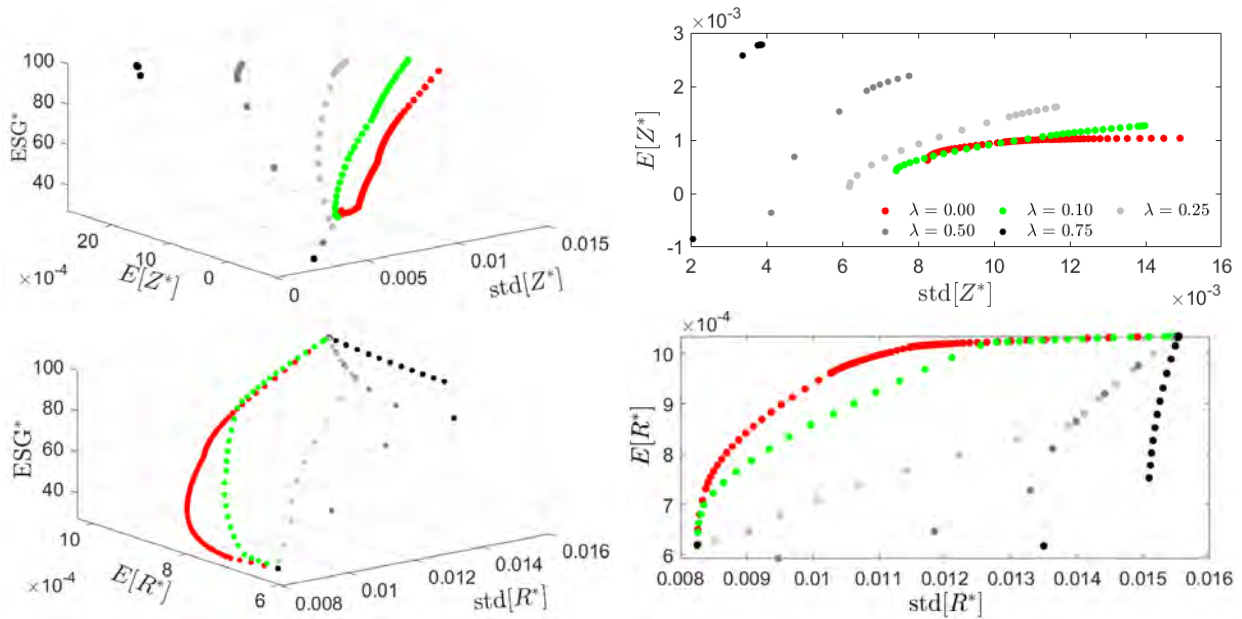 100
80
60
40
ESG*
20
10
0
×10⁻⁴
E[Z*]
0
0.005
0.01
0.015
std[Z*]
×10⁻³
3
2
1
0
-1
E[Z*]
λ = 0.00 λ = 0.10 λ = 0.25
λ = 0.50 λ = 0.75
2 4 6 8 10 12 14 16
std[Z*]
×10⁻³
100
80
60
40
ESG*
10
8
6
×10⁻⁴
E[R*]
0.008
0.01
0.012
0.014
0.016
std[R*]
×10⁻⁴
10
9
8
7
6
E[R*]
0.008 0.009 0.01 0.011 0.012 0.013 0.014 0.015 0.016
std[R*]